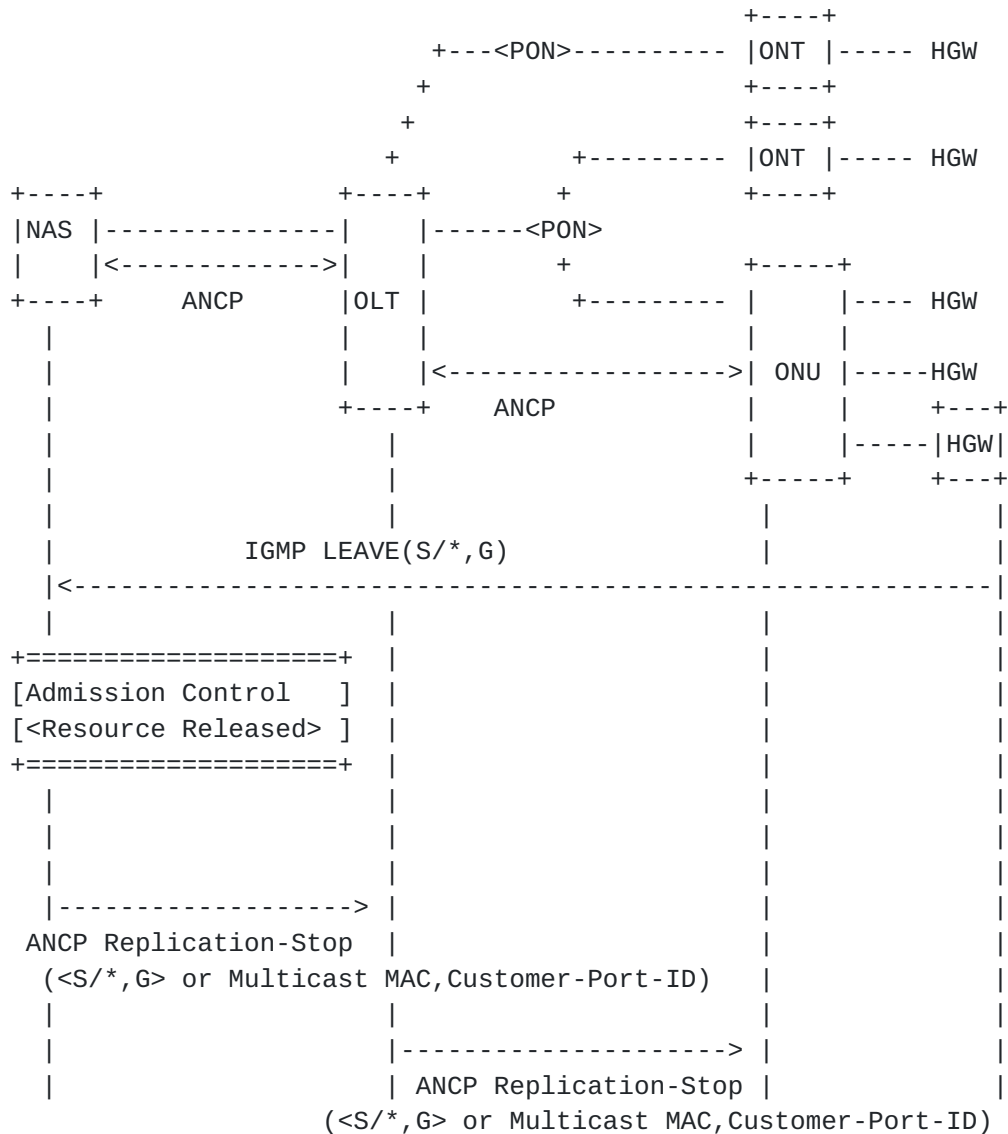 +----+
                           +---<PON>---------- |ONT |----- HGW
                          +                    +----+
                         +                     +----+
                        +           +--------- |ONT |----- HGW
+----+               +----+        +           +----+
|NAS |---------------|    |------<PON>
|    |<------------->|    |        +           +-----+
+----+     ANCP      |OLT |         +--------- |     |---- HGW
  |                  |    |                    |     |
  |                  |    |<------------------>| ONU |-----HGW
  |                  +----+    ANCP            |     |     +---+
  |                     |                      |     |-----|HGW|
  |                     |                      +-----+     +---+
  |                     |                       |              |
  |            IGMP LEAVE(S/*,G)                |              |
  |<-----------------------------------------------------------|
  |                     |                       |              |
+====================+  |                       |              |
[Admission Control   ]  |                       |              |
[<Resource Released> ]  |                       |              |
+====================+  |                       |              |
  |                     |                       |              |
  |                     |                       |              |
  |                     |                       |              |
  |-------------------> |                       |              |
 ANCP Replication-Stop  |                       |              |
  (<S/*,G> or Multicast MAC,Customer-Port-ID)   |              |
  |                     |                       |              |
  |                     |---------------------> |              |
  |                     | ANCP Replication-Stop |              |
                    (<S/*,G> or Multicast MAC,Customer-Port-ID)